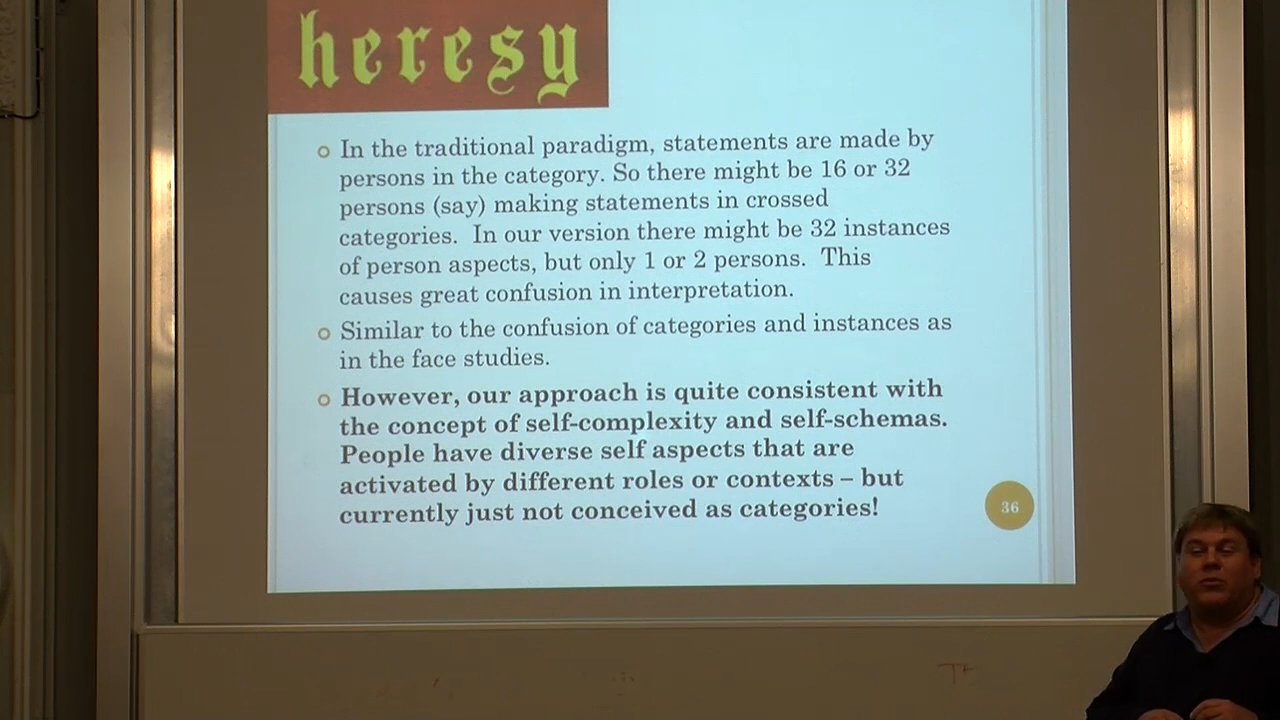 heresy
In the traditional paradigm, statements are made by
persons in the category. So there might be 16 or 32
persons (say) making statements in crossed
categories.  In our version there might be 32 instances
of person aspects, but only 1 or 2 persons.  This
causes great confusion in interpretation.
Similar to the confusion of categories and instances as
in the face studies.
However, our approach is quite consistent with
the concept of self-complexity and self-schemas.
People have diverse self aspects that are
activated by different roles or contexts – but
currently just not conceived as categories!
36